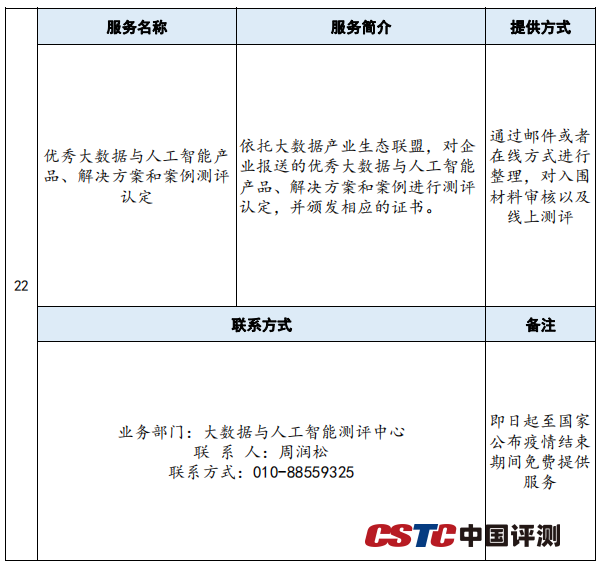 服务名称
服务简介
提供方式
22
优秀大数据与人工智能产
品、解决方案和案例测评
认定
依托大数据产业生态联盟，对企
业报送的优秀大数据与人工智能
产品、解决方案和案例进行测评
认定，并颁发相应的证书。
通过邮件或者
在线方式进行
整理，对入围
材料审核以及
线上测评
联系方式
备注
业务部门：大数据与人工智能测评中心
联 系 人：周润松
联系方式：010-88559325
即日起至国家
公布疫情结束
期间免费提供
服务
CSTC中国评测